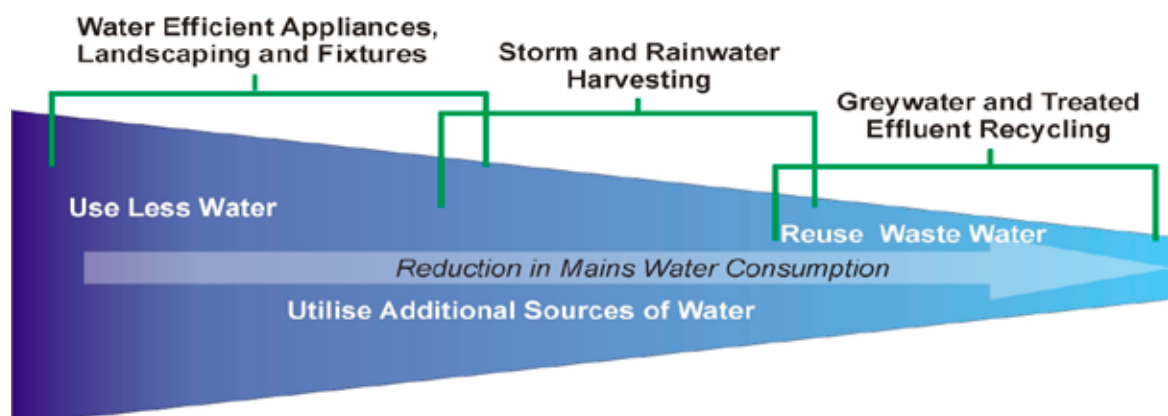 Water Efficient Appliances,
Landscaping and Fixtures
Storm and Rainwater
Harvesting
Greywater and Treated
Effluent Recycling
Use Less Water
Reuse Waste Water
Reduction in Mains Water Consumption
Utilise Additional Sources of Water